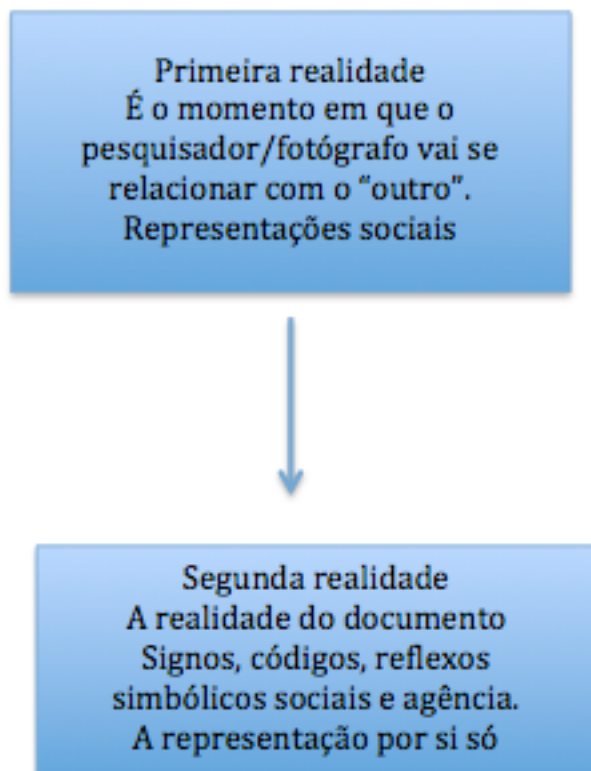 Primeira realidade
É o momento em que o
pesquisador/fotógrafo vai se
relacionar com o “outro”.
Representações sociais
Segunda realidade
A realidade do documento
Signos, códigos, reflexos
simbólicos sociais e agência.
A representação por si só